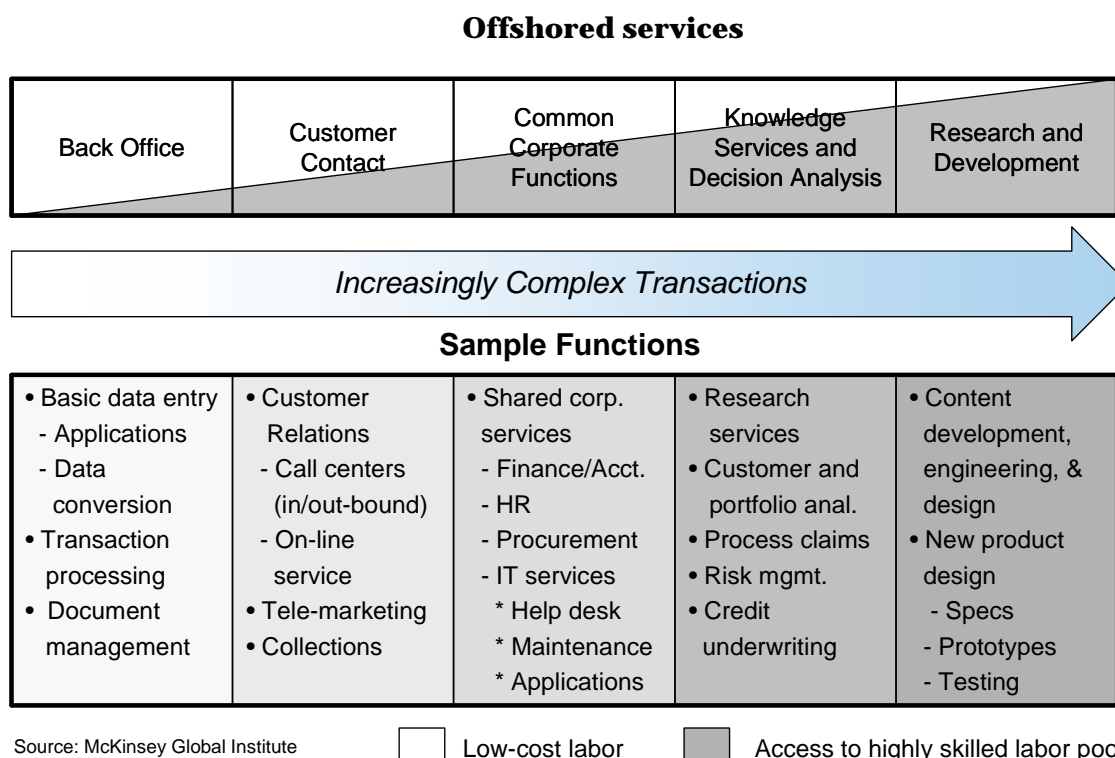 Offshored services
Back Office
Customer
Contact
Common
Corporate
Functions
Knowledge
Services and
Decision Analysis
Research and
Development
Increasingly Complex Transactions
Sample Functions
• Basic data entry
- Applications
- Data
conversion
• Transaction
processing
• Document
management
• Customer
Relations
- Call centers
(in/out-bound)
- On-line
service
• Tele-marketing
• Collections
• Shared corp.
services
- Finance/Acct.
- HR
- Procurement
- IT services
* Help desk
* Maintenance
* Applications
• Research
services
• Customer and
portfolio anal.
• Process claims
• Risk mgmt.
• Credit
underwriting
• Content
development,
engineering, &
design
• New product
design
- Specs
- Prototypes
- Testing
Source: McKinsey Global Institute
Low-cost labor
Access to highly skilled labor poo